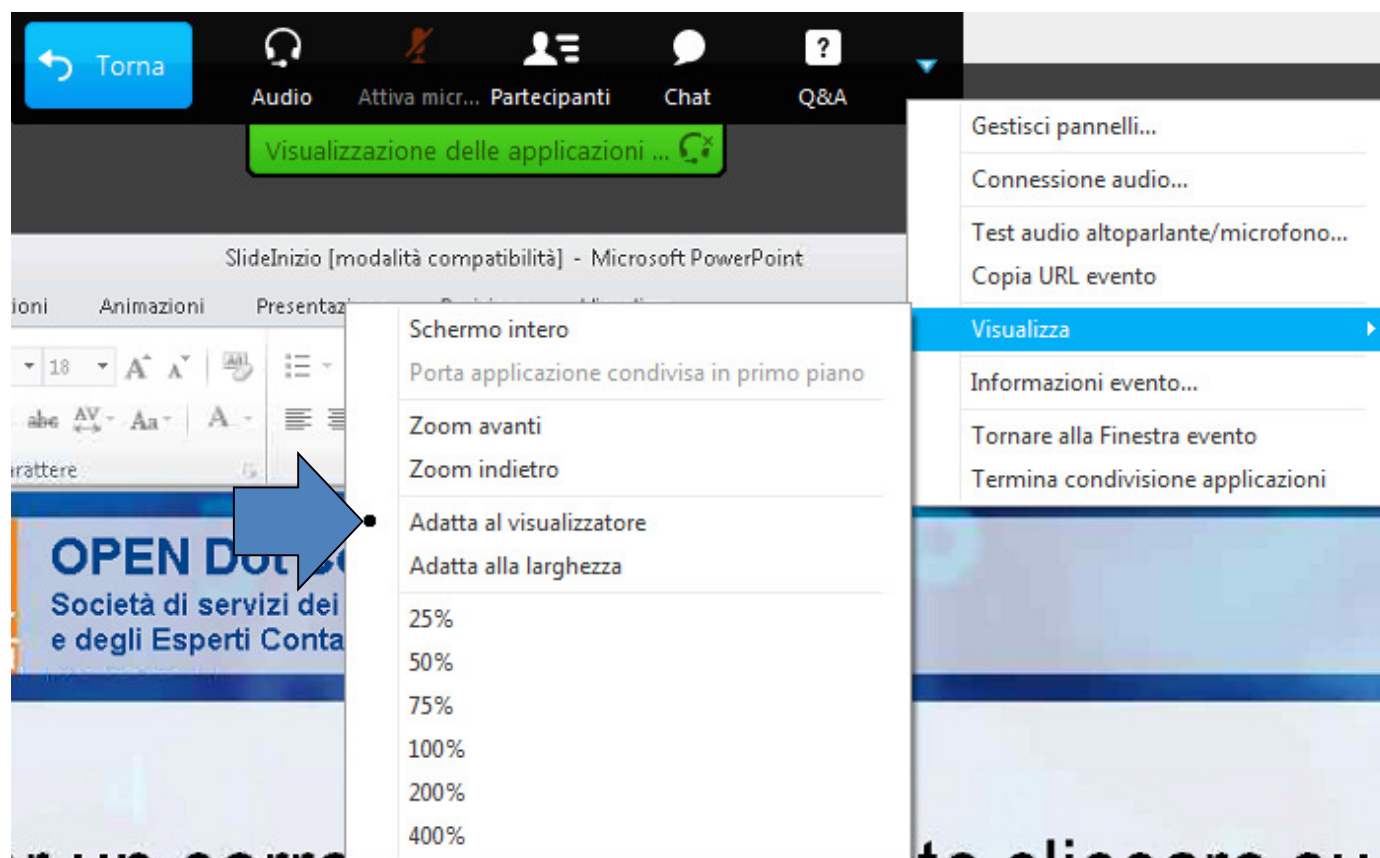 Torna
Audio
Attiva micr...
Partecipanti
Chat
Q&A
Visualizzazione delle applicazioni ...
Gestisci pannelli...
Connessione audio...
Test audio altoparlante/microfono...
Copia URL evento
Visualizza
Informazioni evento...
Tornare alla Finestra evento
Termina condivisione applicazioni
SlideInizio [modalità compatibilità] - Microsoft PowerPoint
ioni Animazioni Presentaz
18
Schermo intero
Porta applicazione condivisa in primo piano
Zoom avanti
Zoom indietro
Adatta al visualizzatore
Adatta alla larghezza
25%
50%
75%
100%
200%
400%
OPEN Dot
Società di servizi dei
e degli Esperti Conta